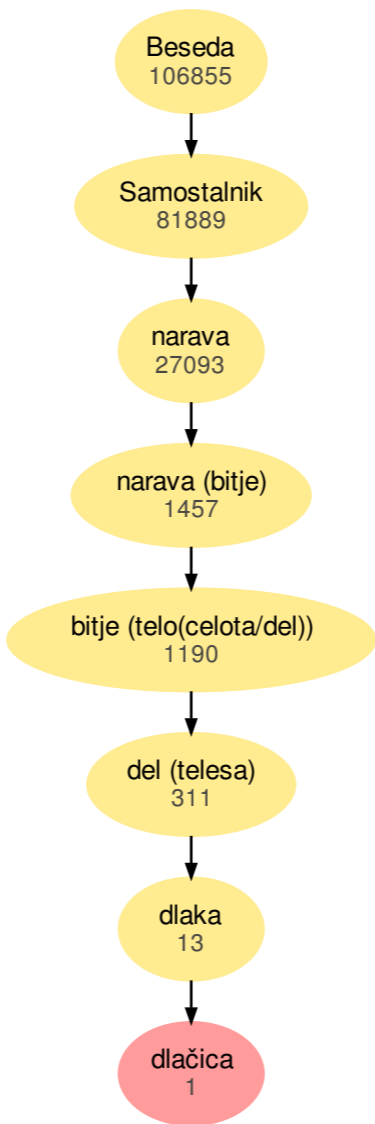 Beseda
106855
Samostalnik
81889
narava
27093
narava (bitje)
1457
bitje (telo(celota/del))
1190
del (telesa)
311
dlaka
13
dlačica
1